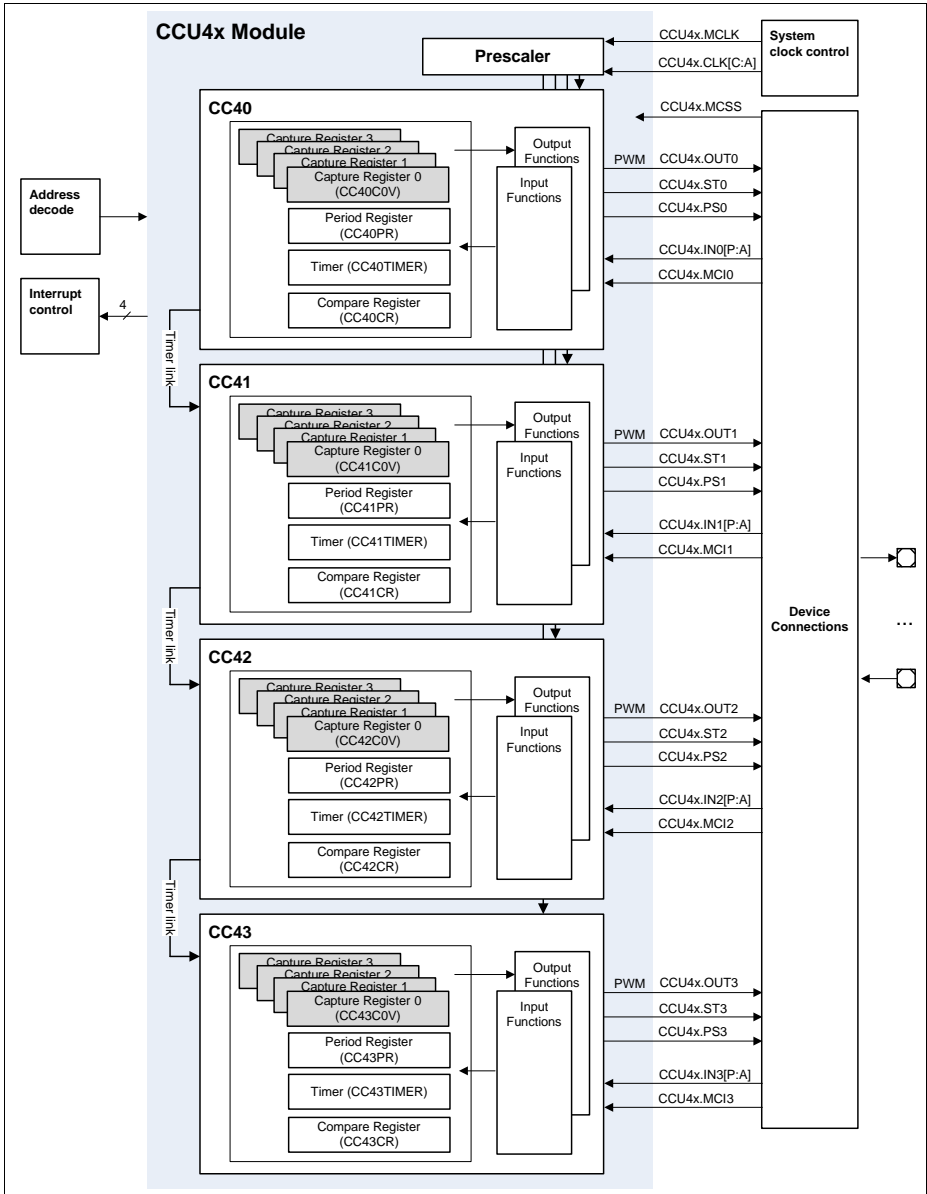 CCU4x Module
Prescaler
CCU4x.MCLK
CCU4x.CLK[C:A]
System
clock control
CCU4x.MCSS
Address
decode
Interrupt
control
4
CC40
Capture Register 3
Capture Register 2
Capture Register 1
Capture Register 0
(CC40C0V)
Period Register
(CC40PR)
Timer (CC40TIMER)
Compare Register
(CC40CR)
Output
Functions
Input
Functions
PWM
CCU4x.OUT0
CCU4x.ST0
CCU4x.PS0
CCU4x.IN0[P:A]
CCU4x.MCI0
Timer link
CC41
Capture Register 3
Capture Register 2
Capture Register 1
Capture Register 0
(CC41C0V)
Period Register
(CC41PR)
Timer (CC41TIMER)
Compare Register
(CC41CR)
Output
Functions
Input
Functions
PWM
CCU4x.OUT1
CCU4x.ST1
CCU4x.PS1
CCU4x.IN1[P:A]
CCU4x.MCI1
Device
Connections
...
Timer link
CC42
Capture Register 3
Capture Register 2
Capture Register 1
Capture Register 0
(CC42C0V)
Period Register
(CC42PR)
Timer (CC42TIMER)
Compare Register
(CC42CR)
Output
Functions
Input
Functions
PWM
CCU4x.OUT2
CCU4x.ST2
CCU4x.PS2
CCU4x.IN2[P:A]
CCU4x.MCI2
Timer link
CC43
Capture Register 3
Capture Register 2
Capture Register 1
Capture Register 0
(CC43C0V)
Period Register
(CC43PR)
Timer (CC43TIMER)
Compare Register
(CC43CR)
Output
Functions
Input
Functions
PWM
CCU4x.OUT3
CCU4x.ST3
CCU4x.PS3
CCU4x.IN3[P:A]
CCU4x.MCI3